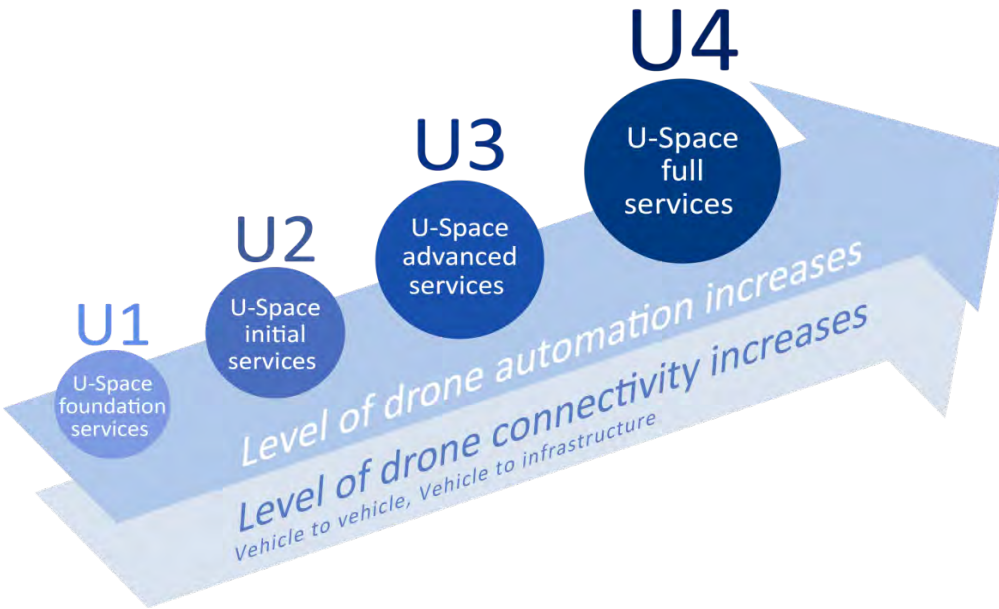 U1
U-Space
foundation
services
U2
U-Space
initial
services
U3
U-Space
advanced
services
U4
U-Space
full
services
Level of drone automation increases
Level of drone connectivity increases
Vehicle to vehicle, Vehicle to infrastructure